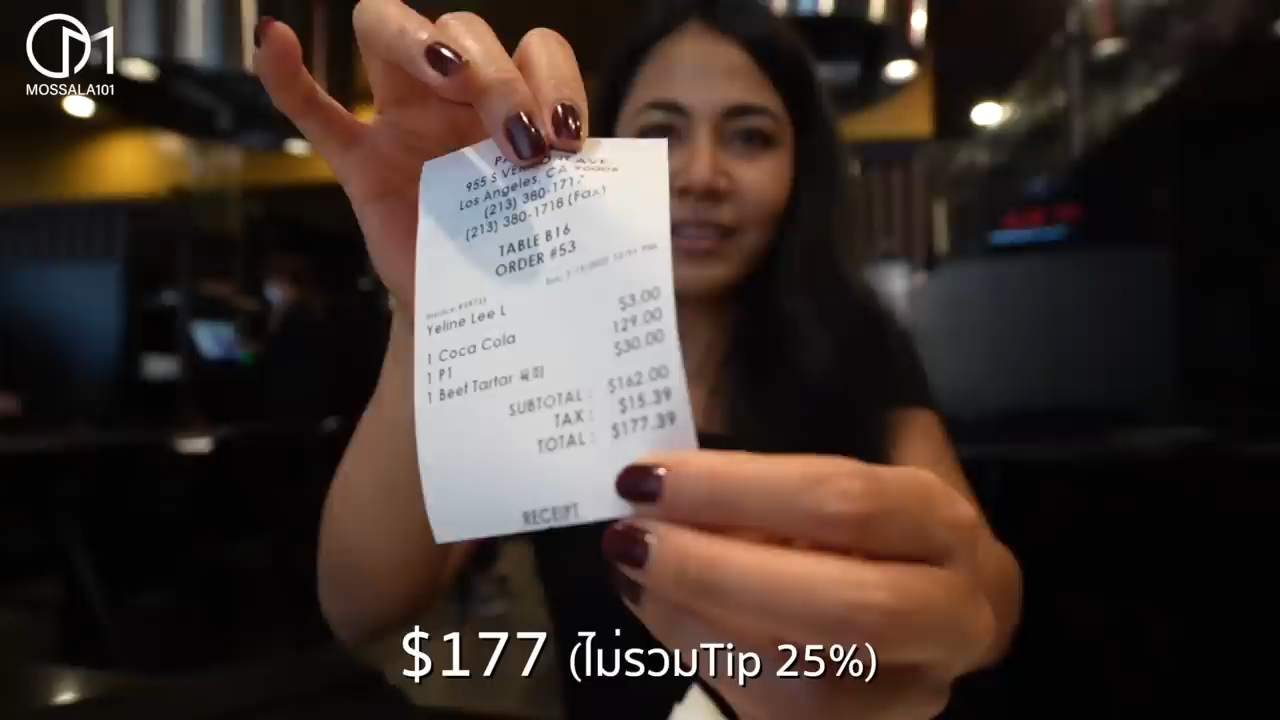 MOSSALA101
955 S
Los Angeles, CA
(213) 380-1717
(213) 380-1718 (Fax)
TABLE B16
ORDER #53
Yeline Lee L
1 Coca Cola $3.00
1 P1 129.00
1 Beef Tartar 육회 $30.00
SUBTOTAL : $162.00
TAX : $15.39
TOTAL : $177.39
RECEIPT
$177 (ไม่รวมTip 25%)